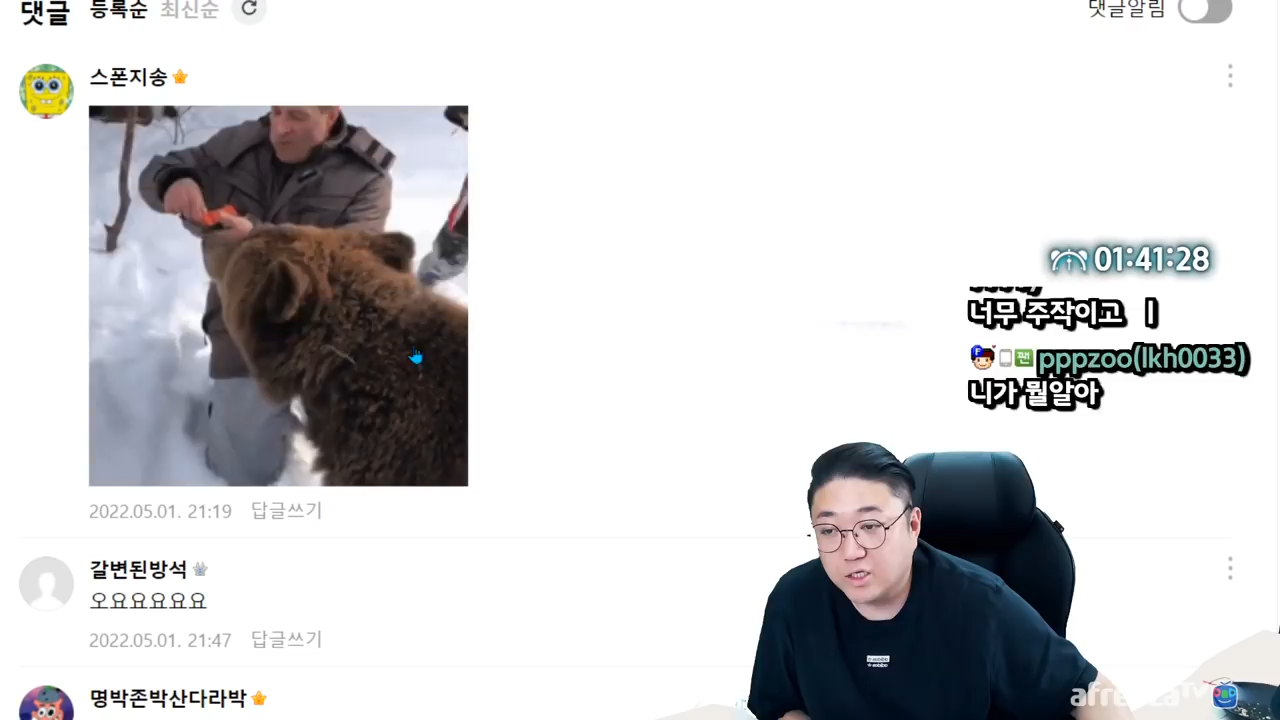 댓글 등록순 최신순
댓글알림
스폰지송
01:41:28
너무 주작이고 ㅣ
팬 pppzoo(lkh0033)
니가 뭘알아
2022.05.01. 21:19 답글쓰기
갈변된방석
오요요요요요
2022.05.01. 21:47 답글쓰기
명박존박산다라박